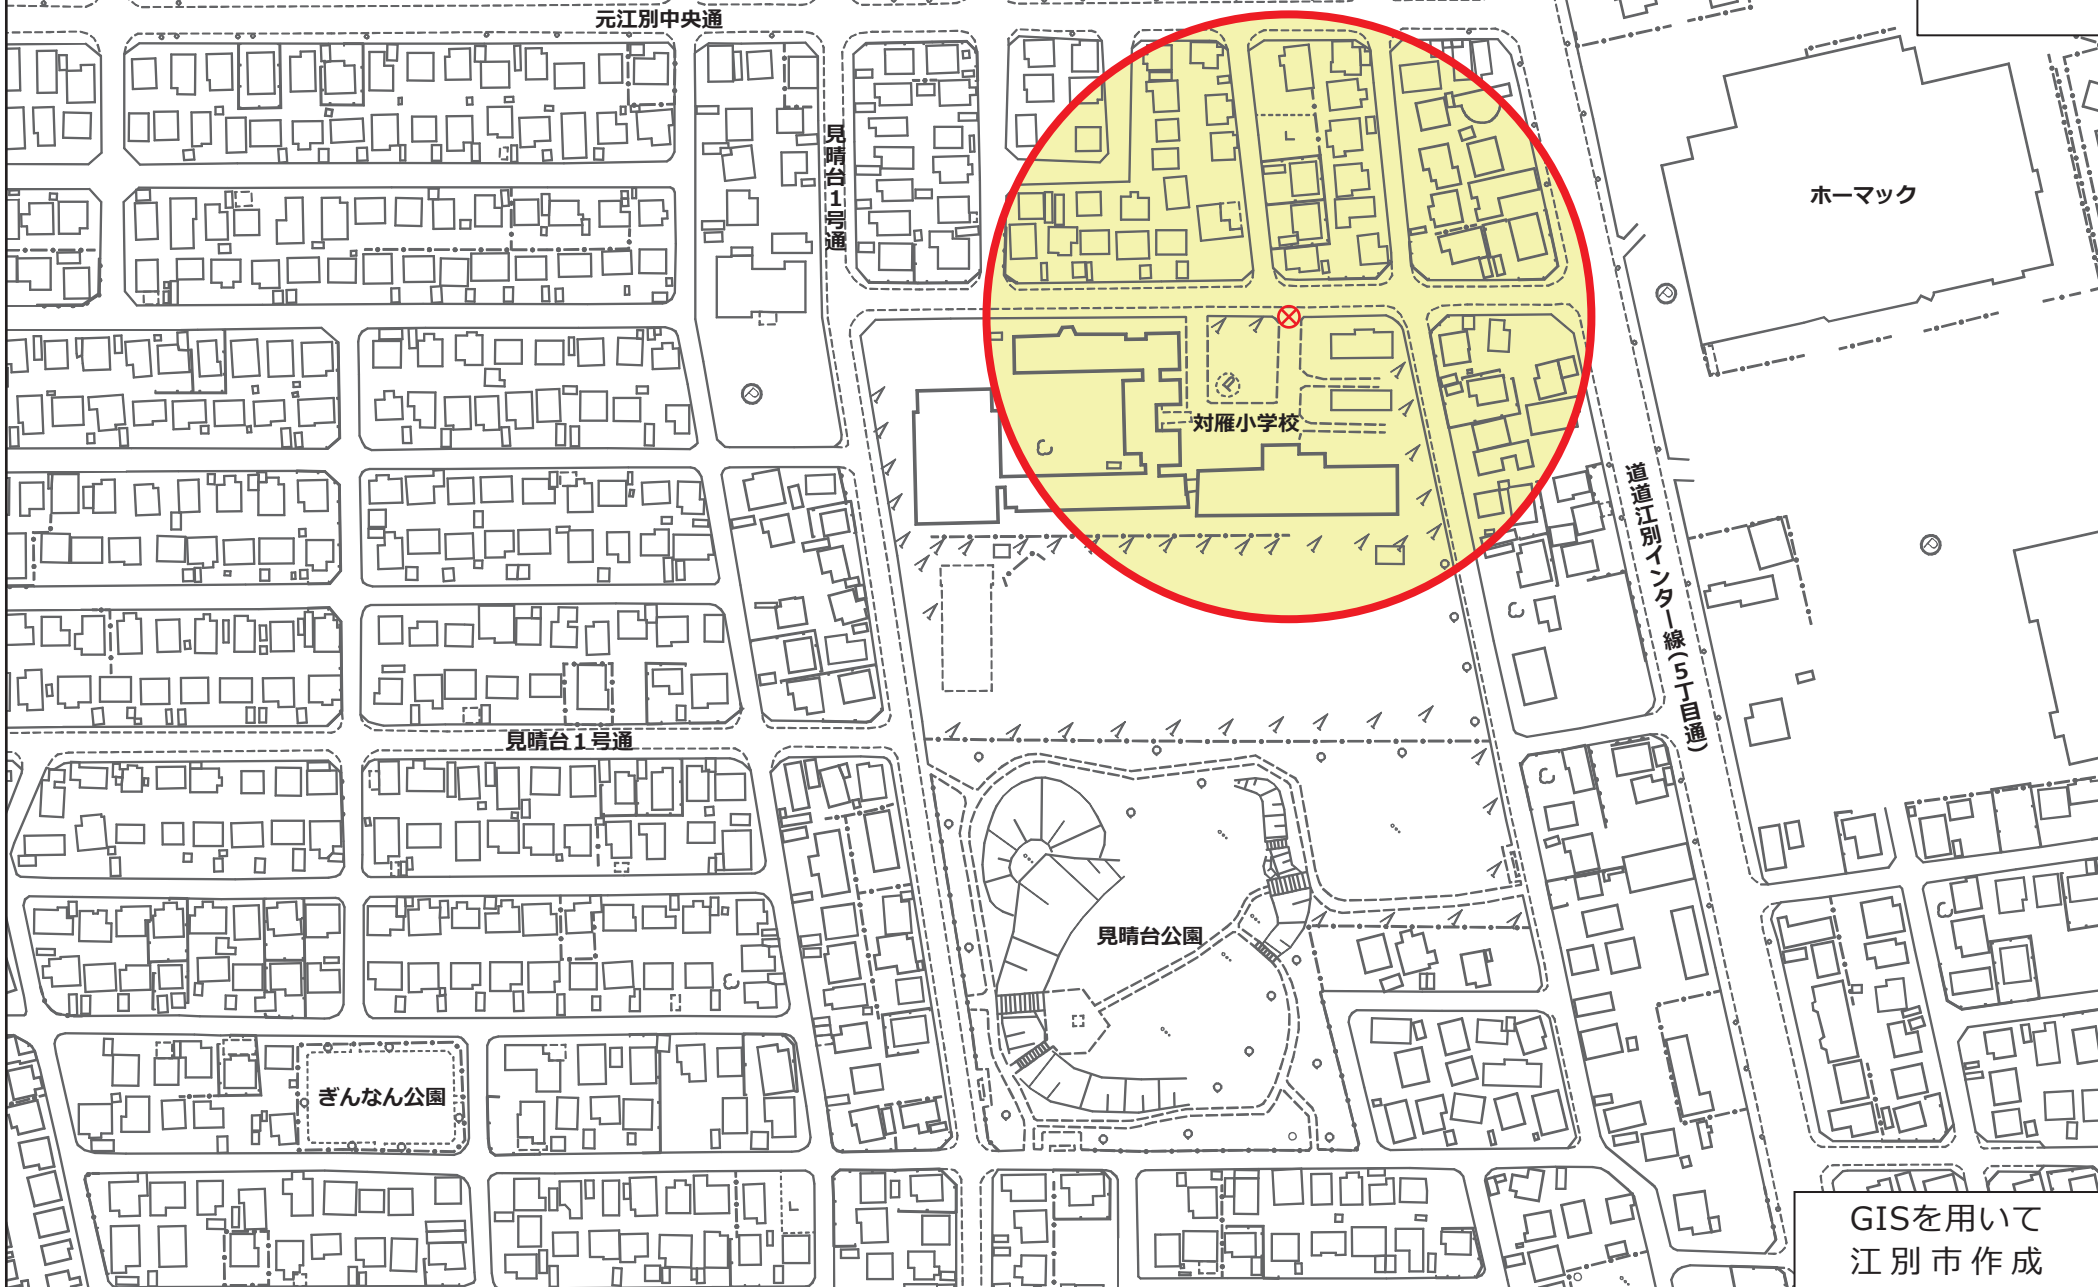 元江別中央通
見晴台1号通
ホーマック
対雁小学校
道道江別インター線(5丁目通)
見晴台1号通
見晴台公園
ぎんなん公園
GISを用いて
江別市作成